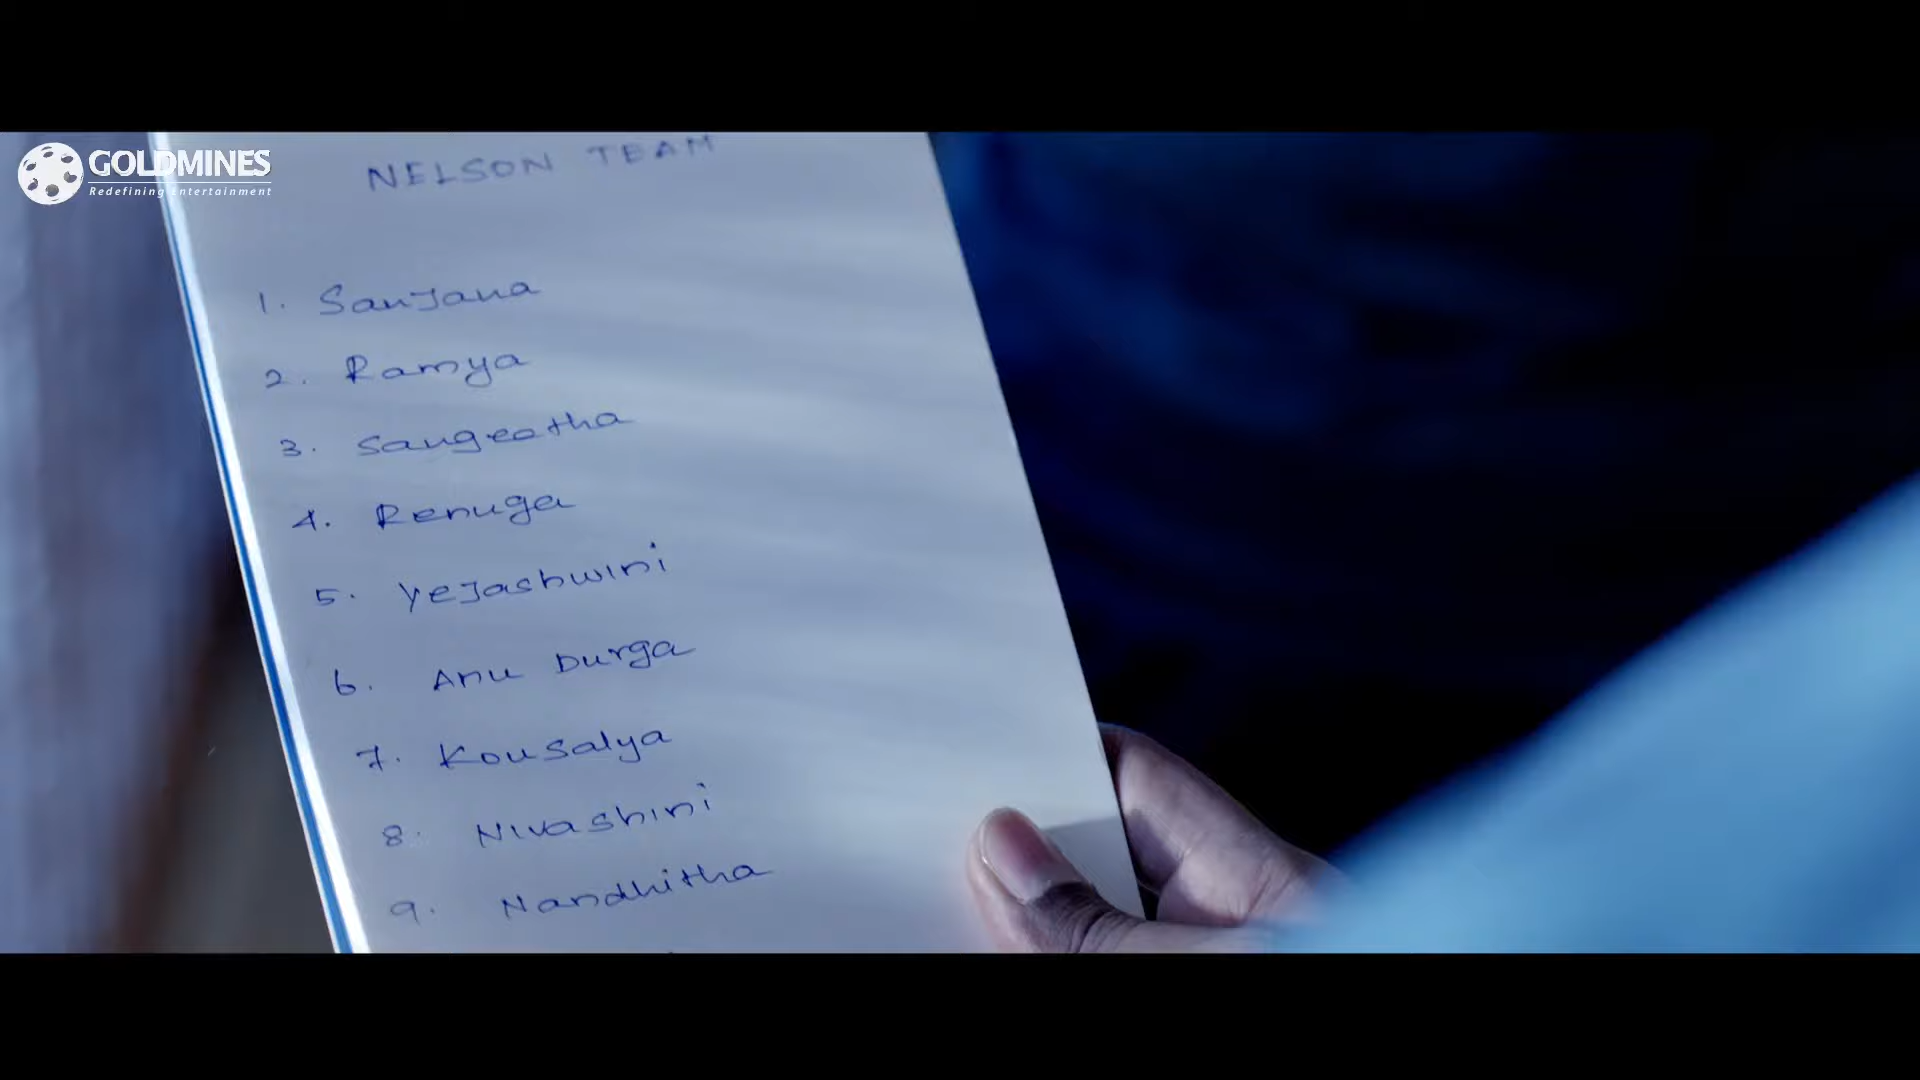 GOLDMINES
Redefining Entertainment
NELSON TEAM
1. Sanjana
2. Ramya
3. Sangeetha
4. Renuga
5. Yejashwini
6. Anu Durga
7. Kousalya
8. Nivashini
9. Nandhitha